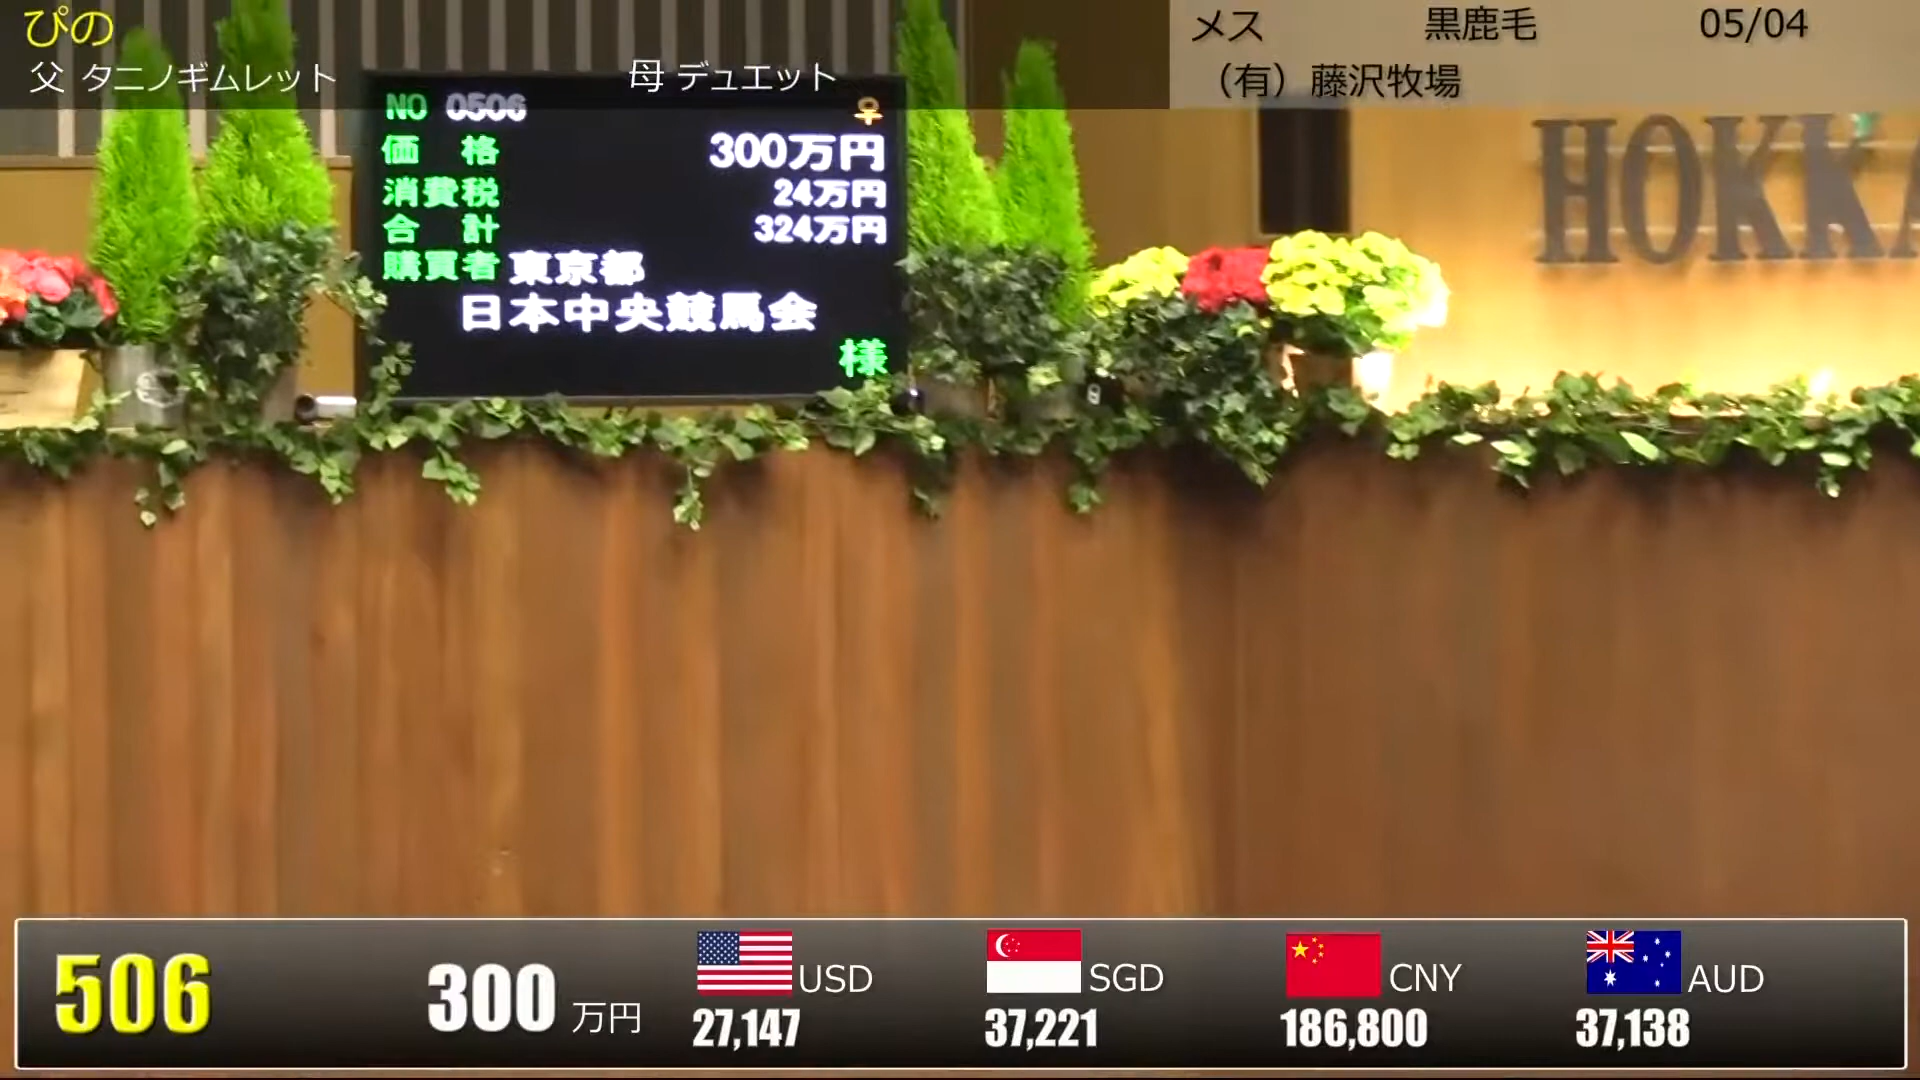 ぴの
父 タニノギムレット
母 デュエット
メス 黒鹿毛 05/04
（有）藤沢牧場
NO 0506 ♀
価 格 300万円
消費税 24万円
合 計 324万円
購買者 東京都
日本中央競馬会
様
HOKKA
506 300 万円
USD 27,147
SGD 37,221
CNY 186,800
AUD 37,138